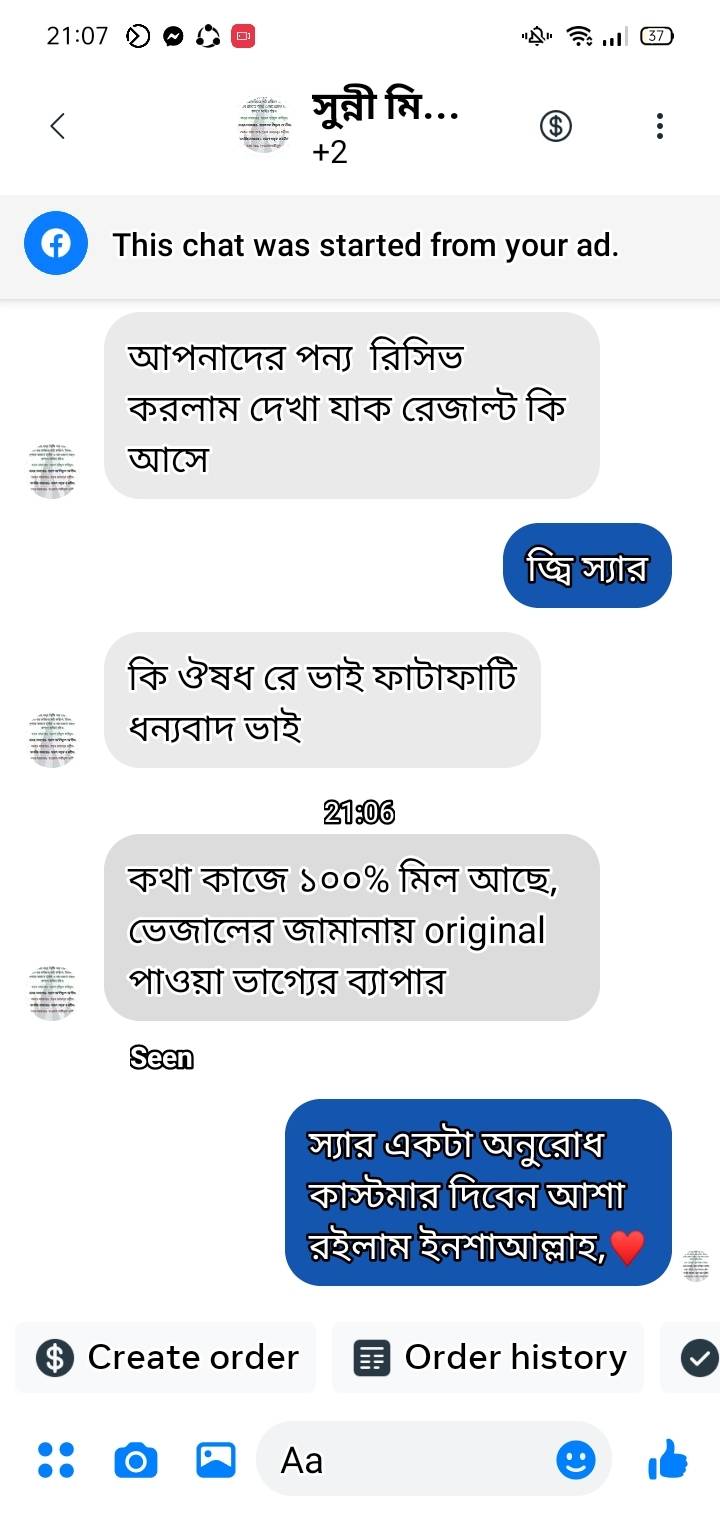 21:07
37
সুন্নী মি...
+2
This chat was started from your ad.
আপনাদের পন্য রিসিভ
করলাম দেখা যাক রেজাল্ট কি
আসে
জ্বি স্যার
কি ঔষধ রে ভাই ফাটাফাটি
ধন্যবাদ ভাই
21:06
কথা কাজে ১০০% মিল আছে,
ভেজালের জামানায় original
পাওয়া ভাগ্যের ব্যাপার
Seen
স্যার একটা অনুরোধ
কাস্টমার দিবেন আশা
রইলাম ইনশাআল্লাহ,❤️
Create order
Order history
Aa